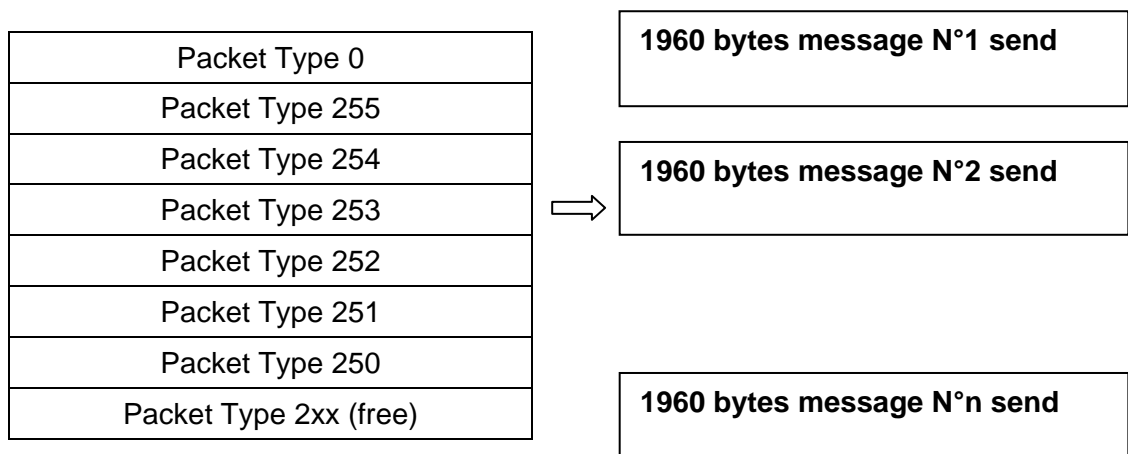 Packet Type 0
Packet Type 255
Packet Type 254
Packet Type 253
Packet Type 252
Packet Type 251
Packet Type 250
Packet Type 2xx (free)
1960 bytes message N°1 send
1960 bytes message N°2 send
1960 bytes message N°n send